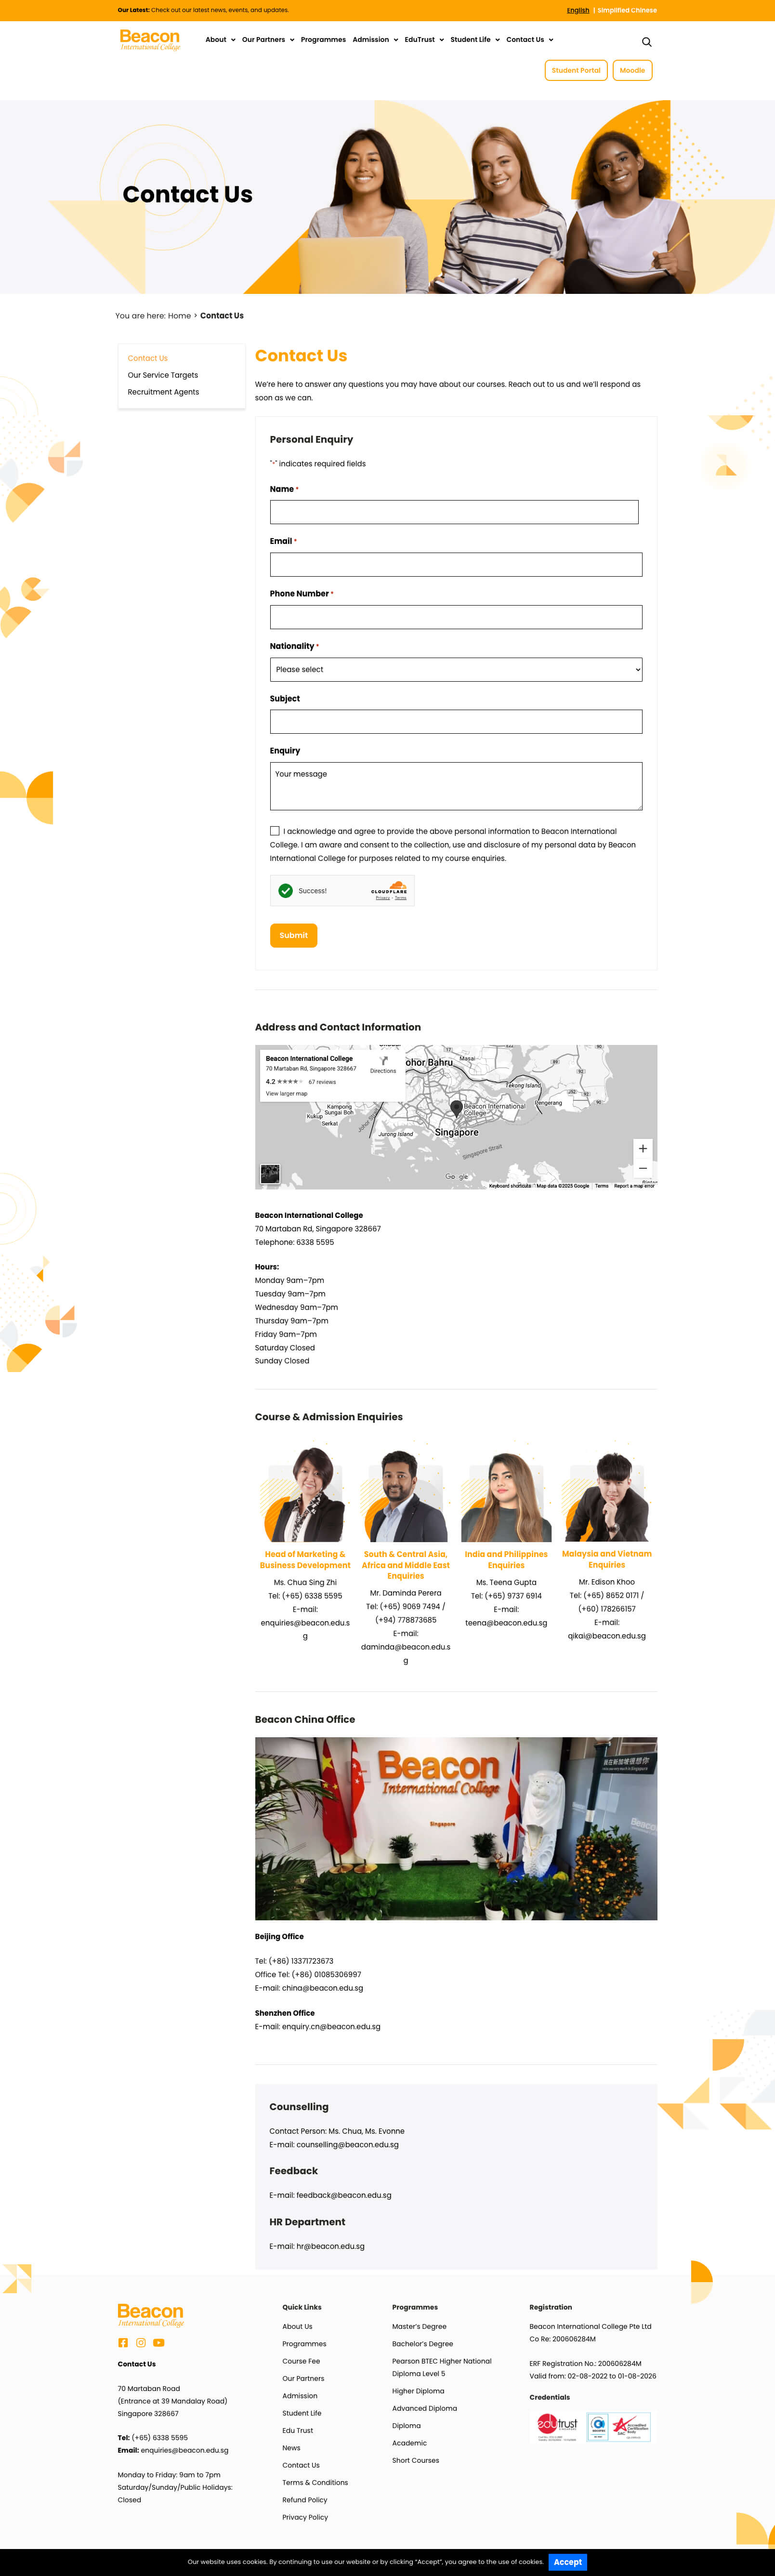 Our Latest: Check out our latest news, events, and updates.
English | Simplified Chinese
Beacon
International College
About Our Partners Programmes Admission EduTrust Student Life Contact Us
Student Portal Moodle
Contact Us
You are here: Home > Contact Us
Contact Us
Our Service Targets
Recruitment Agents
Contact Us
We’re here to answer any questions you may have about our courses. Reach out to us and we’ll respond as
soon as we can.
Personal Enquiry
"*" indicates required fields
Name *
Email *
Phone Number *
Nationality *
Please select
Subject
Enquiry
Your message
I acknowledge and agree to provide the above personal information to Beacon International
College. I am aware and consent to the collection, use and disclosure of my personal data by Beacon
International College for purposes related to my course enquiries.
Success!
CLOUDFLARE
Privacy • Terms
Submit
Address and Contact Information
Beacon International College
70 Martaban Rd, Singapore 328667
4.2 ★★★★★ 67 reviews
View larger map
Directions
Johor Bahru
Masai
Tekong Island
Pengerang
Kampong
Sungai Boh
Kukup
Serkat
Johor Strait
Jurong Island
Beacon International
College
Singapore
Singapore Strait
Google
Keyboard shortcuts Map data ©2025 Google Terms Report a map error
Beacon International College
70 Martaban Rd, Singapore 328667
Telephone: 6338 5595
Hours:
Monday 9am–7pm
Tuesday 9am–7pm
Wednesday 9am–7pm
Thursday 9am–7pm
Friday 9am–7pm
Saturday Closed
Sunday Closed
Course & Admission Enquiries
Head of Marketing &
Business Development
Ms. Chua Sing Zhi
Tel: (+65) 6338 5595
E-mail:
enquiries@beacon.edu.s
g
South & Central Asia,
Africa and Middle East
Enquiries
Mr. Daminda Perera
Tel: (+65) 9069 7494 /
(+94) 778873685
E-mail:
daminda@beacon.edu.s
g
India and Philippines
Enquiries
Ms. Teena Gupta
Tel: (+65) 9737 6914
E-mail:
teena@beacon.edu.sg
Malaysia and Vietnam
Enquiries
Mr. Edison Khoo
Tel: (+65) 8652 0171 /
(+60) 178266157
E-mail:
qikai@beacon.edu.sg
Beacon China Office
Beacon
International College
Singapore
Beijing Office
Tel: (+86) 13371723673
Office Tel: (+86) 01085306997
E-mail: china@beacon.edu.sg
Shenzhen Office
E-mail: enquiry.cn@beacon.edu.sg
Counselling
Contact Person: Ms. Chua, Ms. Evonne
E-mail: counselling@beacon.edu.sg
Feedback
E-mail: feedback@beacon.edu.sg
HR Department
E-mail: hr@beacon.edu.sg
Beacon
International College
Contact Us
70 Martaban Road
(Entrance at 39 Mandalay Road)
Singapore 328667
Tel: (+65) 6338 5595
Email: enquiries@beacon.edu.sg
Monday to Friday: 9am to 7pm
Saturday/Sunday/Public Holidays:
Closed
Quick Links
About Us
Programmes
Course Fee
Our Partners
Admission
Student Life
Edu Trust
News
Contact Us
Terms & Conditions
Refund Policy
Privacy Policy
Programmes
Master’s Degree
Bachelor’s Degree
Pearson BTEC Higher National
Diploma Level 5
Higher Diploma
Advanced Diploma
Diploma
Academic
Short Courses
Registration
Beacon International College Pte Ltd
Co Re: 200606284M
ERF Registration No.: 200606284M
Valid from: 02-08-2022 to 01-08-2026
Credentials
edutrust
Our website uses cookies. By continuing to use our website or by clicking “Accept”, you agree to the use of cookies. Accept